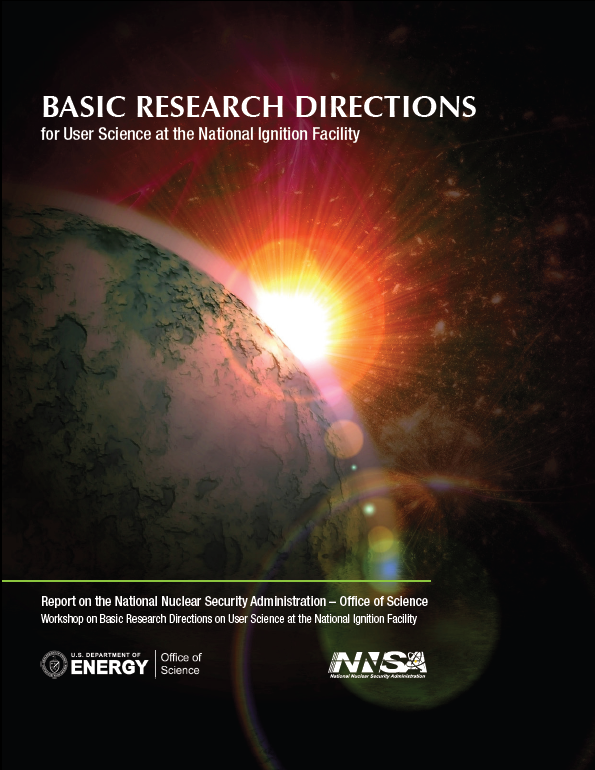 BASIC RESEARCH DIRECTIONS
for User Science at the National Ignition Facility
Report on the National Nuclear Security Administration – Office of Science
Workshop on Basic Research Directions on User Science at the National Ignition Facility
U.S. DEPARTMENT OF
ENERGY
Office of
Science
NNSA
National Nuclear Security Administration